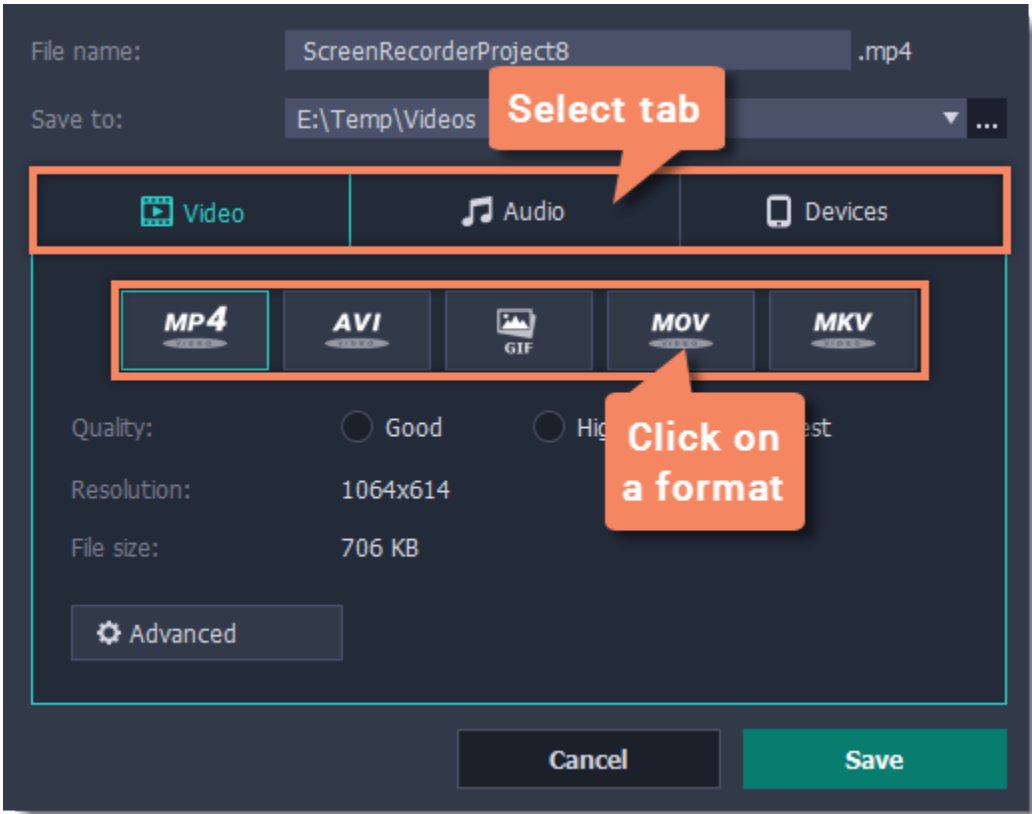 File name:
ScreenRecorderProject8 .mp4
Save to:
E:\Temp\Videos
...
Select tab
Video
Audio
Devices
MP4
AVI
GIF
MOV
MKV
Click on
a format
Quality:
Good
Resolution:
1064x614
File size:
706 KB
Advanced
Cancel
Save